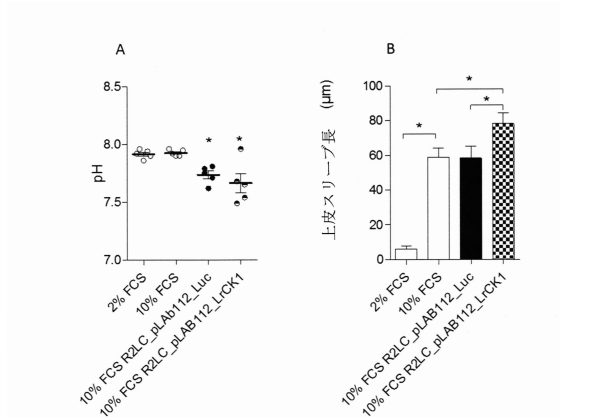 A
B
*
*
8.5
8.0
7.5
7.0
pH
2% FCS
10% FCS
10% FCS R2LC_pLAb112_Luc
10% FCS R2LC_pLAB112_LrCK1
*
*
*
100
80
60
40
20
0
上皮スリーブ長 (μm)
2% FCS
10% FCS
10% FCS R2LC_pLAB112_Luc
10% FCS R2LC_pLAB112_LrCK1